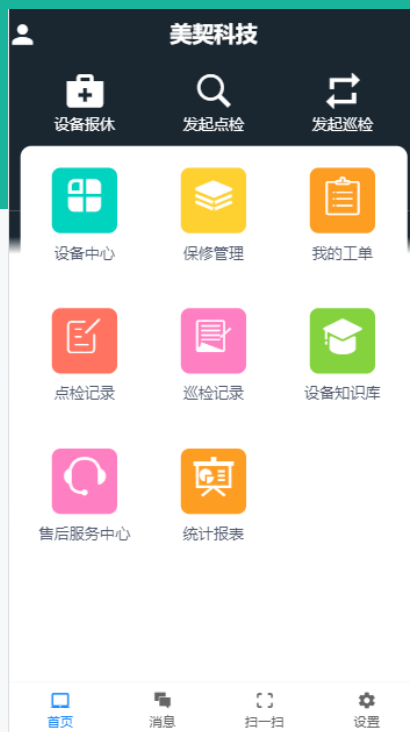 美契科技
设备报休 发起点检 发起巡检
设备中心 保修管理 我的工单
点检记录 巡检记录 设备知识库
售后服务中心 统计报表
首页 消息 扫一扫 设置